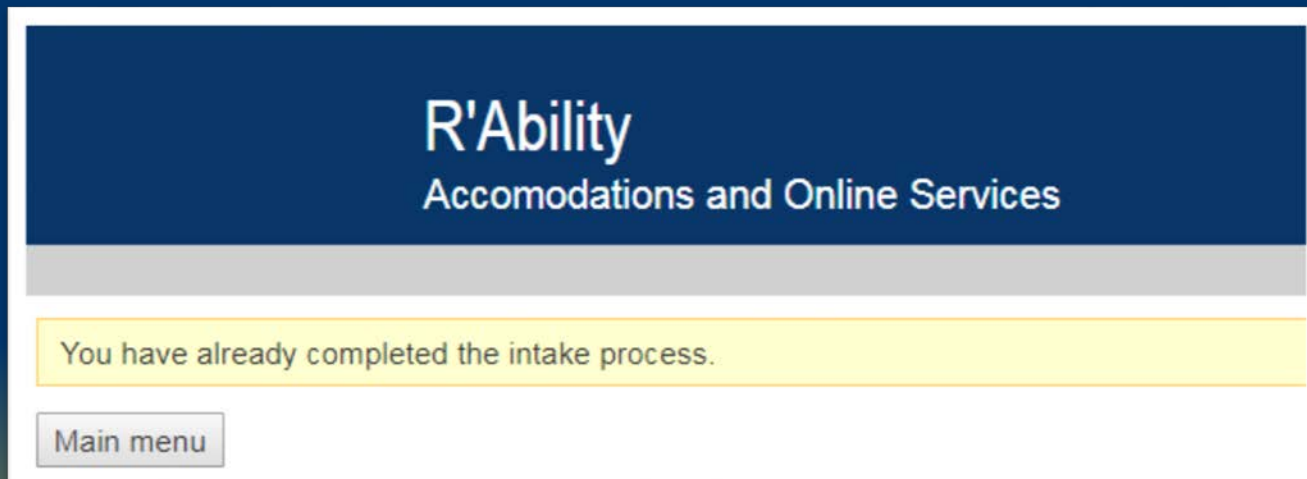 R'Ability
Accomodations and Online Services
You have already completed the intake process.
Main menu